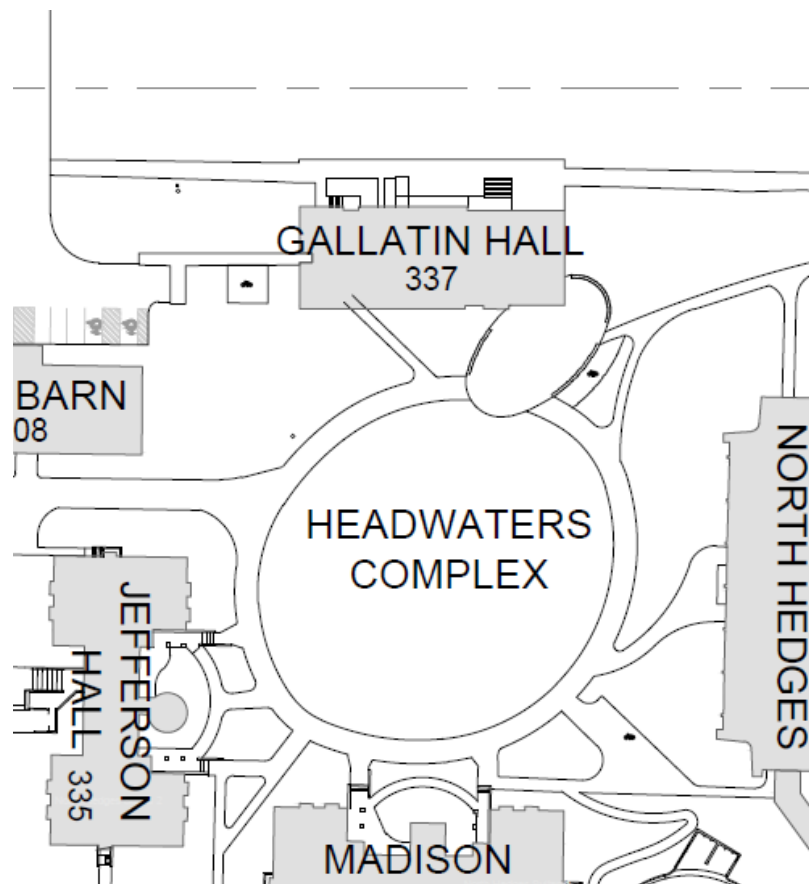 GALLATIN HALL
337
BARN
08
HEADWATERS
COMPLEX
NORTH HEDGES
JEFFERSON
HALL
335
MADISON